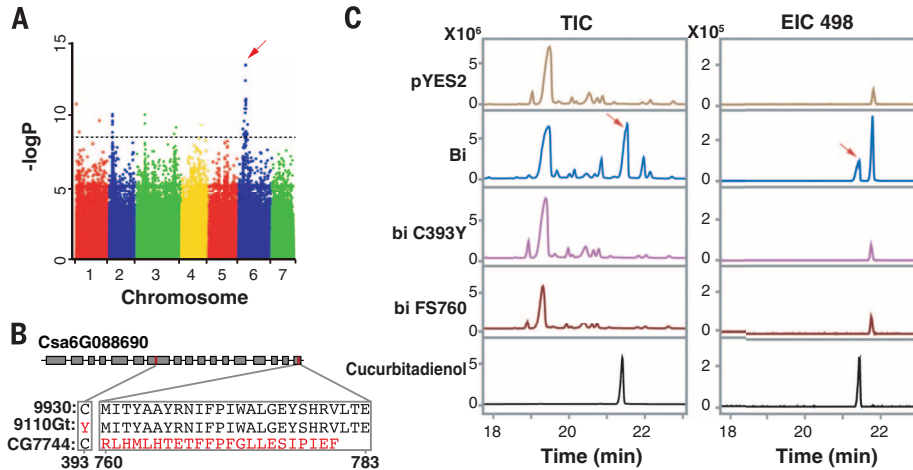 A
15
10
5
0
-logP
1 2 3 4 5 6 7
Chromosome
B
Csa6G088690
9930: C MITYAAYRNIFPIWALGEYSHRVLTE
9110Gt: Y MITYAAYRNIFPIWALGEYSHRVLTE
CG7744: C RLHMLHTETFFPFGLLESIPIEF
393 760 783
C
TIC
EIC 498
X10⁶
X10⁵
pYES2
5
0
2
0
Bi
5
0
2
0
bi C393Y
5
0
2
0
bi FS760
5
0
2
0
Cucurbitadienol
5
0
2
0
18 20 22
18 20 22
Time (min)
Time (min)